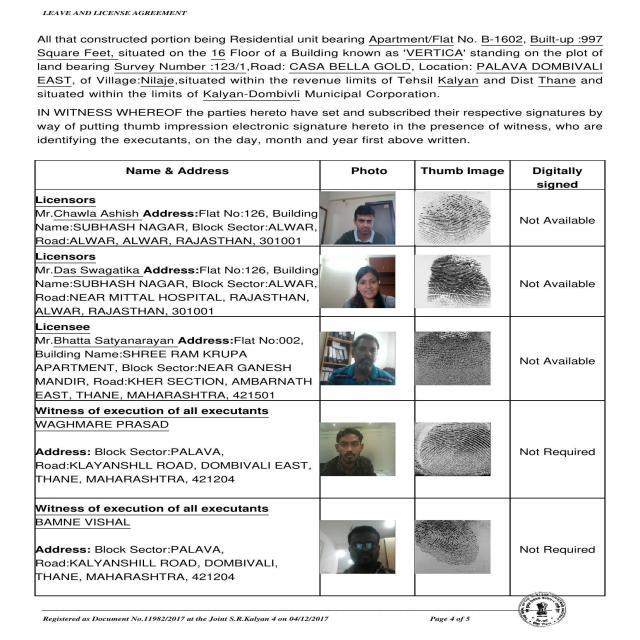 LEAVE AND LICENSE AGREEMENT
All that constructed portion being Residential unit bearing Apartment/Flat No. B-1602, Built-up :997
Square Feet, situated on the 16 Floor of a Building known as 'VERTICA' standing on the plot of
land bearing Survey Number :123/1,Road: CASA BELLA GOLD, Location: PALAVA DOMBIVALI
EAST, of Village:Nilaje,situated within the revenue limits of Tehsil Kalyan and Dist Thane and
situated within the limits of Kalyan-Dombivli Municipal Corporation.
IN WITNESS WHEREOF the parties hereto have set and subscribed their respective signatures by
way of putting thumb impression electronic signature hereto in the presence of witness, who are
identifying the executants, on the day, month and year first above written.
Name & Address Photo Thumb Image Digitally
signed
Licensors
Mr.Chawla Ashish Address:Flat No:126, Building
Name:SUBHASH NAGAR, Block Sector:ALWAR,
Road:ALWAR, ALWAR, RAJASTHAN, 301001
Not Available
Licensors
Mr.Das Swagatika Address:Flat No:126, Building
Name:SUBHASH NAGAR, Block Sector:ALWAR,
Road:NEAR MITTAL HOSPITAL, RAJASTHAN,
ALWAR, RAJASTHAN, 301001
Not Available
Licensee
Mr.Bhatta Satyanarayan Address:Flat No:002,
Building Name:SHREE RAM KRUPA
APARTMENT, Block Sector:NEAR GANESH
MANDIR, Road:KHER SECTION, AMBARNATH
EAST, THANE, MAHARASHTRA, 421501
Not Available
Witness of execution of all executants
WAGHMARE PRASAD
Address: Block Sector:PALAVA,
Road:KLAYANSHLL ROAD, DOMBIVALI EAST,
THANE, MAHARASHTRA, 421204
Not Required
Witness of execution of all executants
BAMNE VISHAL
Address: Block Sector:PALAVA,
Road:KALYANSHILL ROAD, DOMBIVALI,
THANE, MAHARASHTRA, 421204
Not Required
Registered as Document No.11982/2017 at the Joint S.R.Kalyan 4 on 04/12/2017 Page 4 of 5